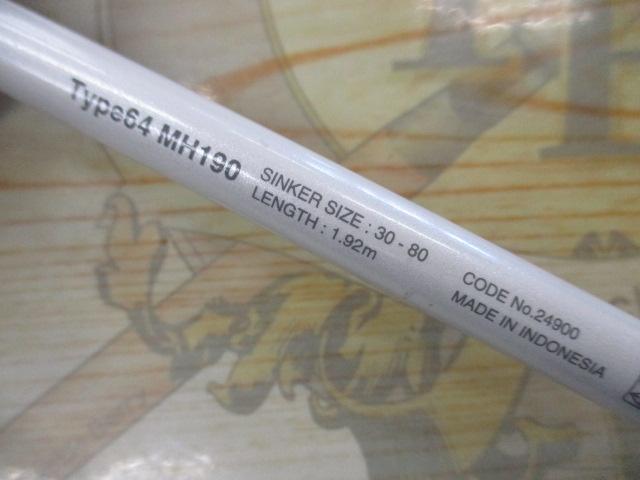 Type64 MH190
SINKER SIZE : 30 - 80
LENGTH : 1.92m
CODE No.24900
MADE IN INDONESIA